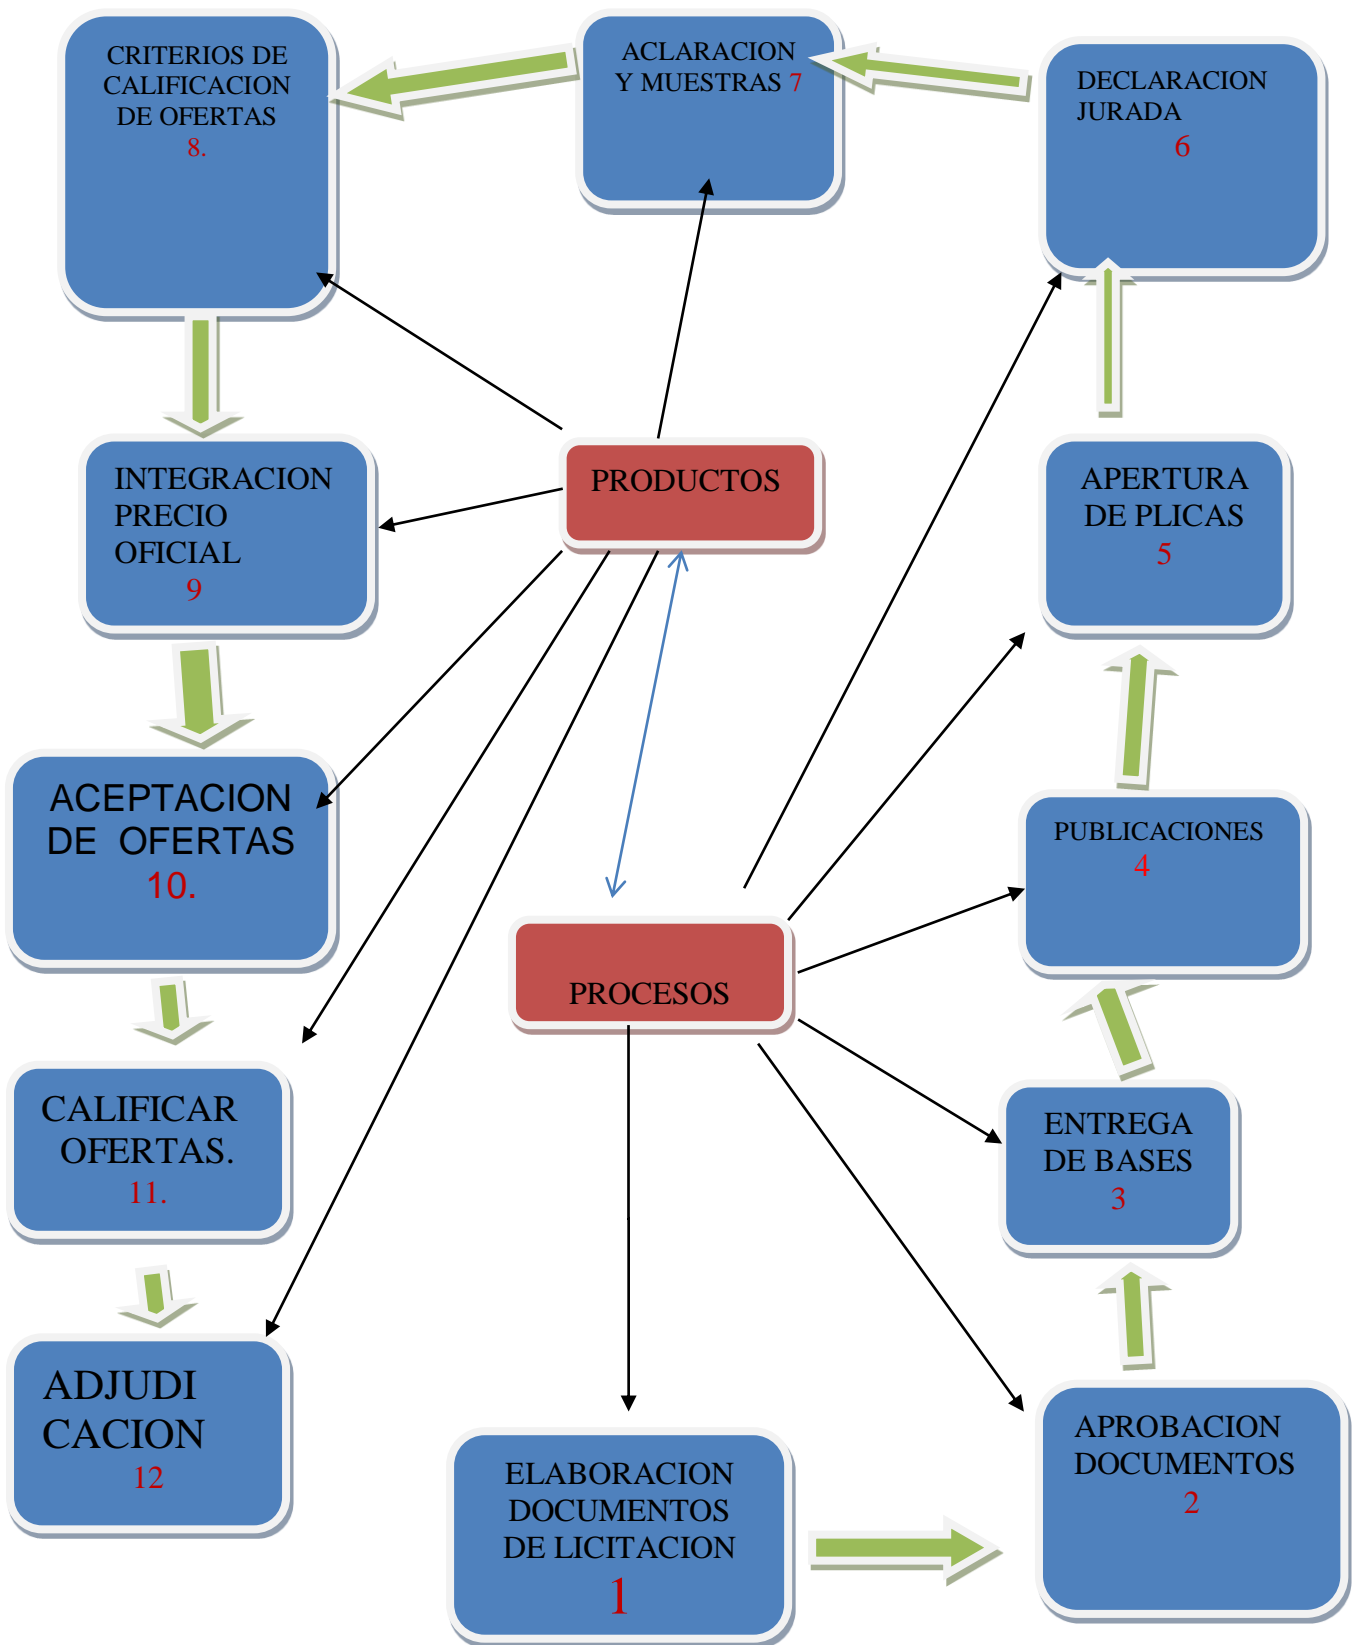 CRITERIOS DE
CALIFICACION
DE OFERTAS
8.
ACLARACION
Y MUESTRAS 7
DECLARACION
JURADA
6
INTEGRACION
PRECIO
OFICIAL
9
PRODUCTOS
APERTURA
DE PLICAS
5
ACEPTACION
DE OFERTAS
10.
PUBLICACIONES
4
PROCESOS
CALIFICAR
OFERTAS.
11.
ENTREGA
DE BASES
3
ADJUDI
CACION
12
ELABORACION
DOCUMENTOS
DE LICITACION
1
APROBACION
DOCUMENTOS
2